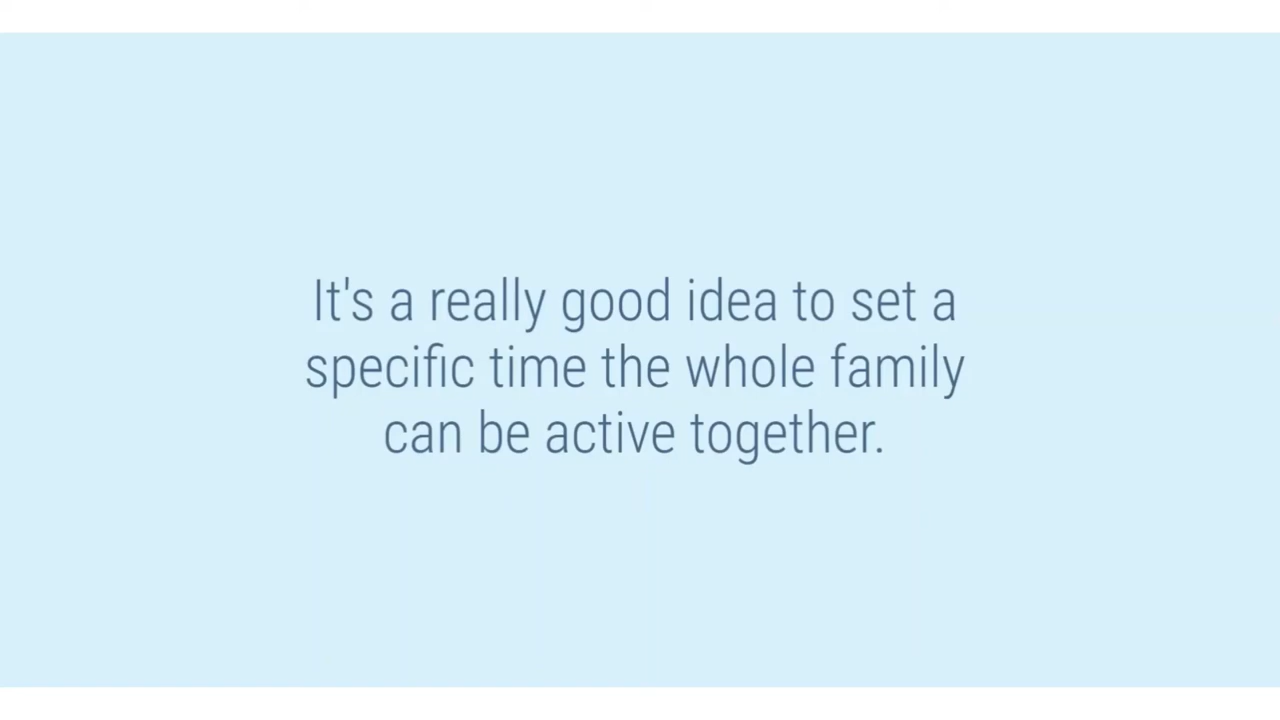 It's a really good idea to set a
specific time the whole family
can be active together.